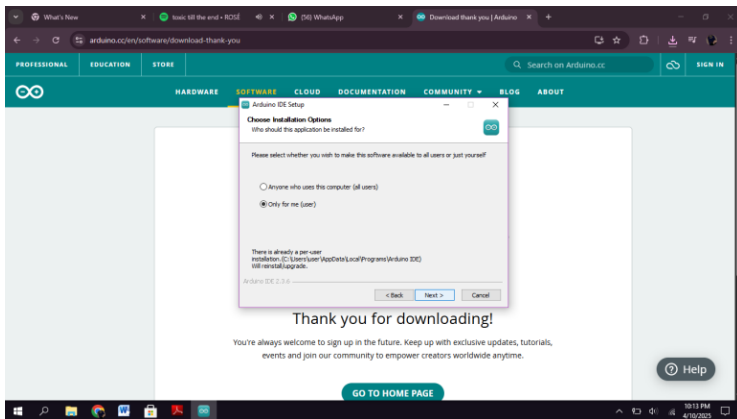 What's New
toxic till the end • ROSÉ
(56) WhatsApp
Download thank you | Arduino
arduino.cc/en/software/download-thank-you
PROFESSIONAL EDUCATION STORE
Search on Arduino.cc
SIGN IN
HARDWARE SOFTWARE CLOUD DOCUMENTATION COMMUNITY BLOG ABOUT
Arduino IDE Setup
Choose Installation Options
Who should this application be installed for?
Please select whether you wish to make this software available to all users or just yourself
Anyone who uses this computer (all users)
Only for me (user)
There is already a per-user
installation.(C:\Users\user\AppData\Local\Programs\Arduino IDE)
Will reinstall/upgrade.
Arduino IDE 2.3.6
< Back Next > Cancel
Thank you for downloading!
You're always welcome to sign up in the future. Keep up with exclusive updates, tutorials,
events and join our community to empower creators worldwide anytime.
GO TO HOME PAGE
Help
10:13 PM
4/10/2025